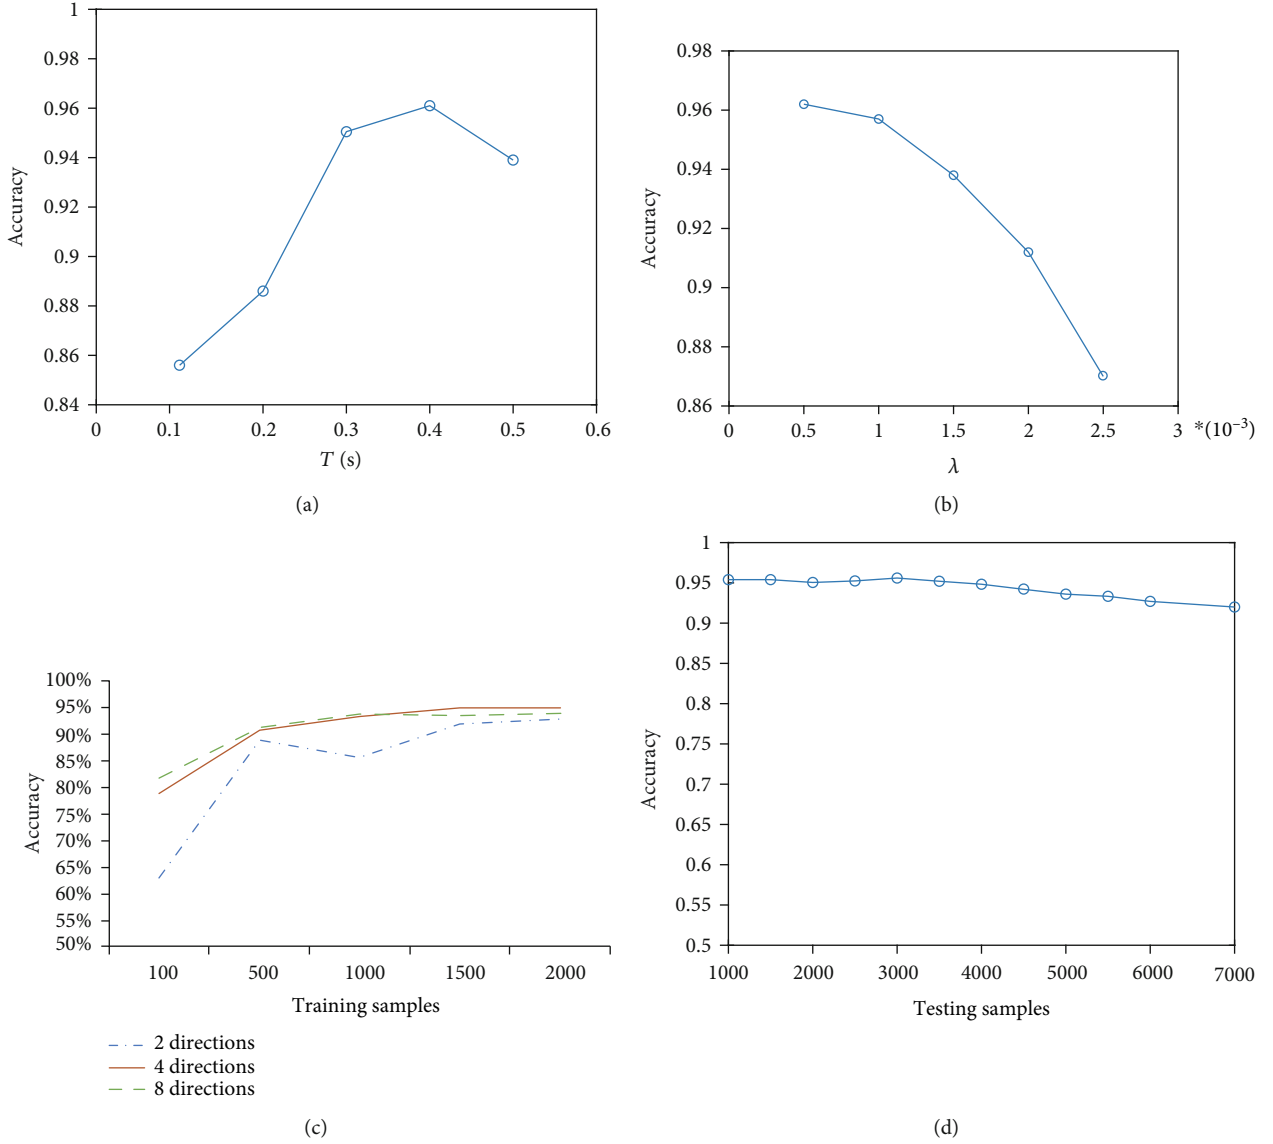 1
0.98
0.96
0.94
0.92
0.9
0.88
0.86
0.84
Accuracy
0 0.1 0.2 0.3 0.4 0.5 0.6
T (s)
(a)
0.98
0.96
0.94
0.92
0.9
0.88
0.86
Accuracy
0 0.5 1 1.5 2 2.5 3 *(10⁻³)
λ
(b)
100%
95%
90%
85%
80%
75%
70%
65%
60%
55%
50%
Accuracy
100 500 1000 1500 2000
Training samples
2 directions
4 directions
8 directions
(c)
1
0.95
0.9
0.85
0.8
0.75
0.7
0.65
0.6
0.55
0.5
Accuracy
1000 2000 3000 4000 5000 6000 7000
Testing samples
(d)